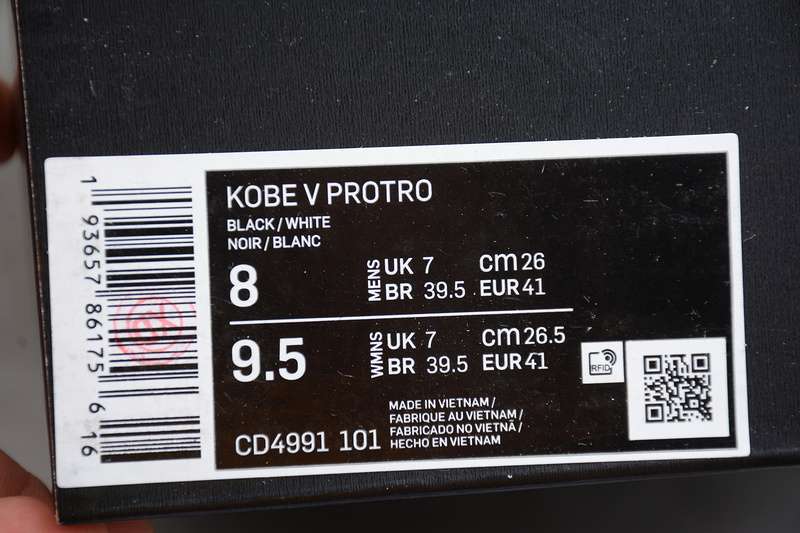 KOBE V PROTRO
BLACK / WHITE
NOIR / BLANC
8 MENS UK 7 cm 26
BR 39.5 EUR 41
9.5 WMNS UK 7 cm 26.5
BR 39.5 EUR 41
RFID
MADE IN VIETNAM /
FABRIQUE AU VIETNAM /
FABRICADO NO VIETNÃ /
HECHO EN VIETNAM
CD4991 101
1 93657 86175 6 16